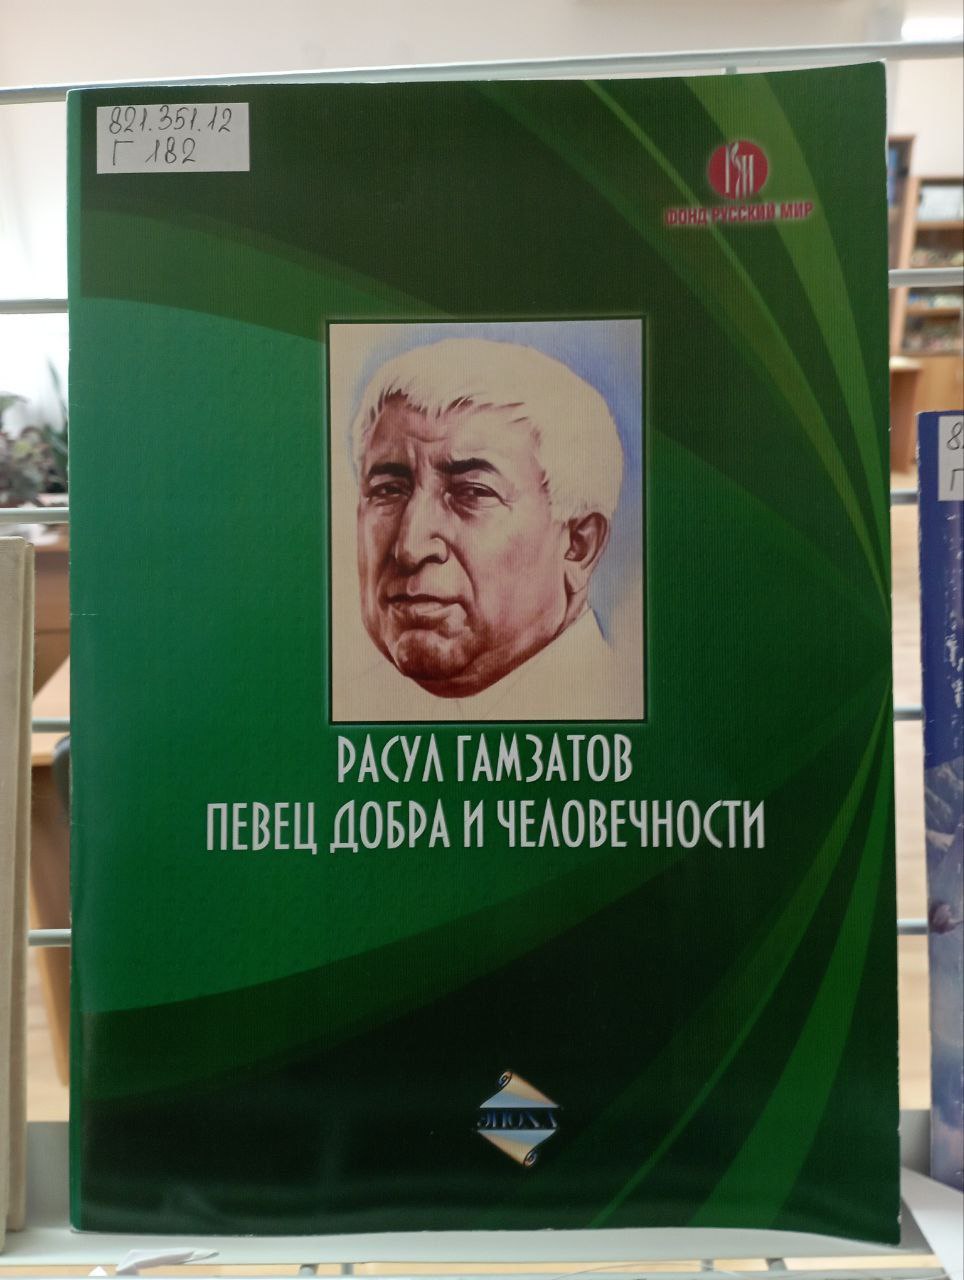 821.351.12
Г 182
ФОНД РУССКИЙ МИР
РАСУЛ ГАМЗАТОВ
ПЕВЕЦ ДОБРА И ЧЕЛОВЕЧНОСТИ
ЭПОХА